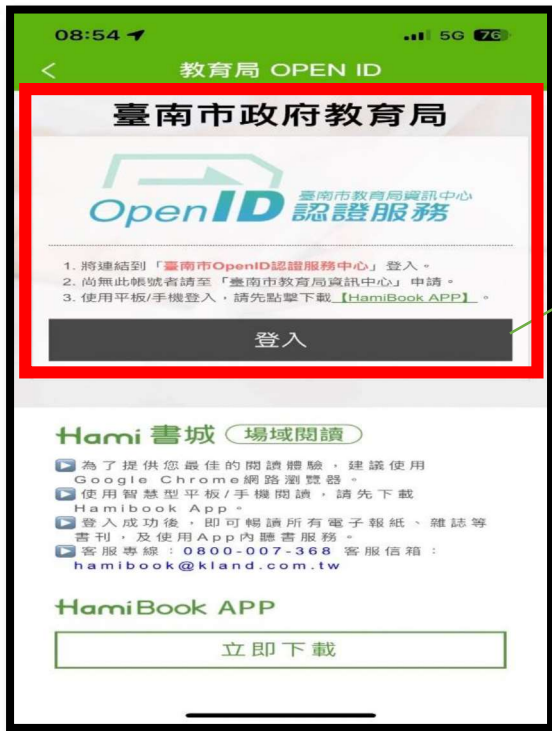 08:54
5G 76
教育局 OPEN ID
臺南市政府教育局
OpenID 臺南市教育局資訊中心
認證服務
1. 將連結到「臺南市OpenID認證服務中心」登入。
2. 尚無此帳號者請至「臺南市教育局資訊中心」申請。
3. 使用平板/手機登入，請先點擊下載【HamiBook APP】。
登入
Hami 書城 場域閱讀
為了提供您最佳的閱讀體驗，建議使用
Google Chrome網路瀏覽器。
使用智慧型平板/手機閱讀，請先下載
Hamibook App。
登入成功後，即可暢讀所有電子報紙、雜誌等
書刊，及使用App內聽書服務。
客服專線：0800-007-368 客服信箱：
hamibook@kland.com.tw
HamiBook APP
立即下載